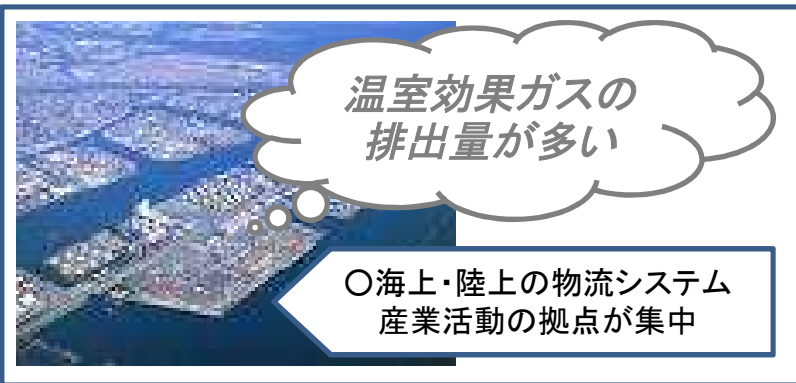 温室効果ガスの
排出量が多い
〇海上・陸上の物流システム
産業活動の拠点が集中